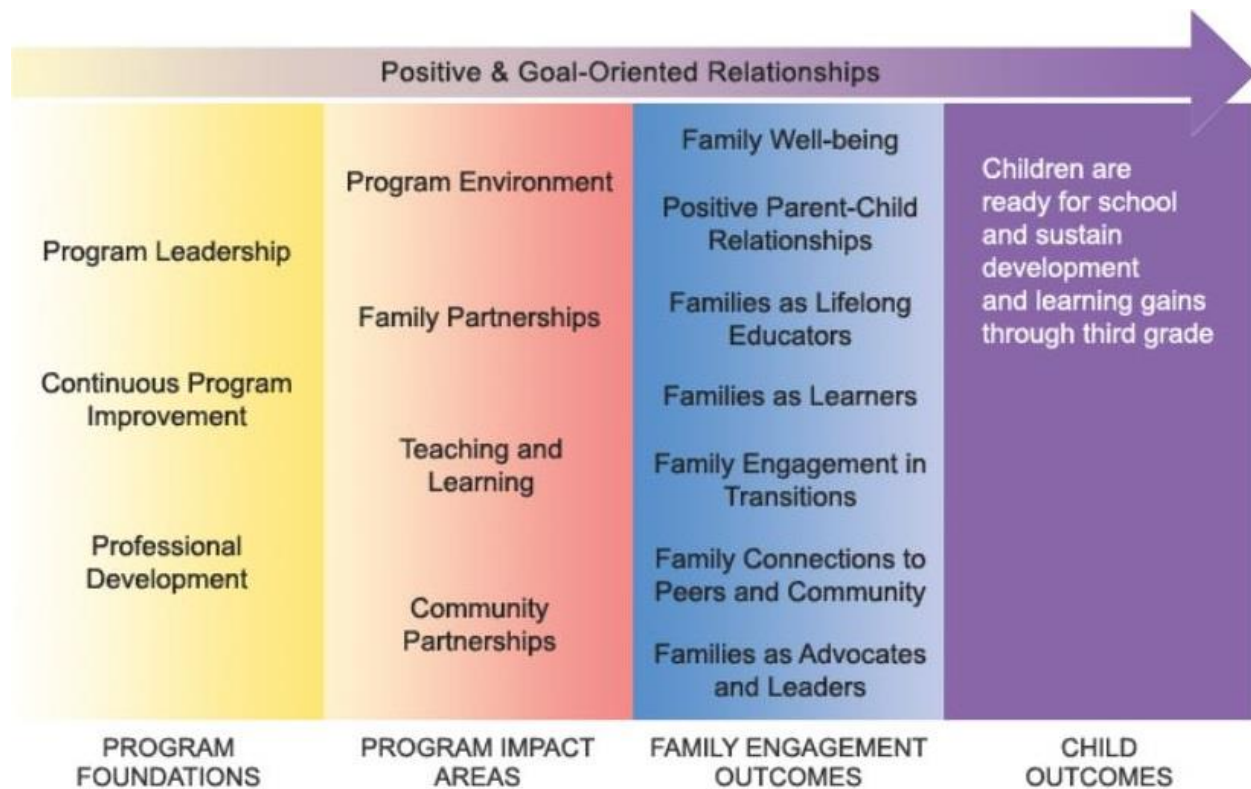 Positive & Goal-Oriented Relationships
Program Leadership
Continuous Program
Improvement
Professional
Development
PROGRAM
FOUNDATIONS
Program Environment
Family Partnerships
Teaching and
Learning
Community
Partnerships
PROGRAM IMPACT
AREAS
Family Well-being
Positive Parent-Child
Relationships
Families as Lifelong
Educators
Families as Learners
Family Engagement in
Transitions
Family Connections to
Peers and Community
Families as Advocates
and Leaders
FAMILY ENGAGEMENT
OUTCOMES
Children are
ready for school
and sustain
development
and learning gains
through third grade
CHILD
OUTCOMES